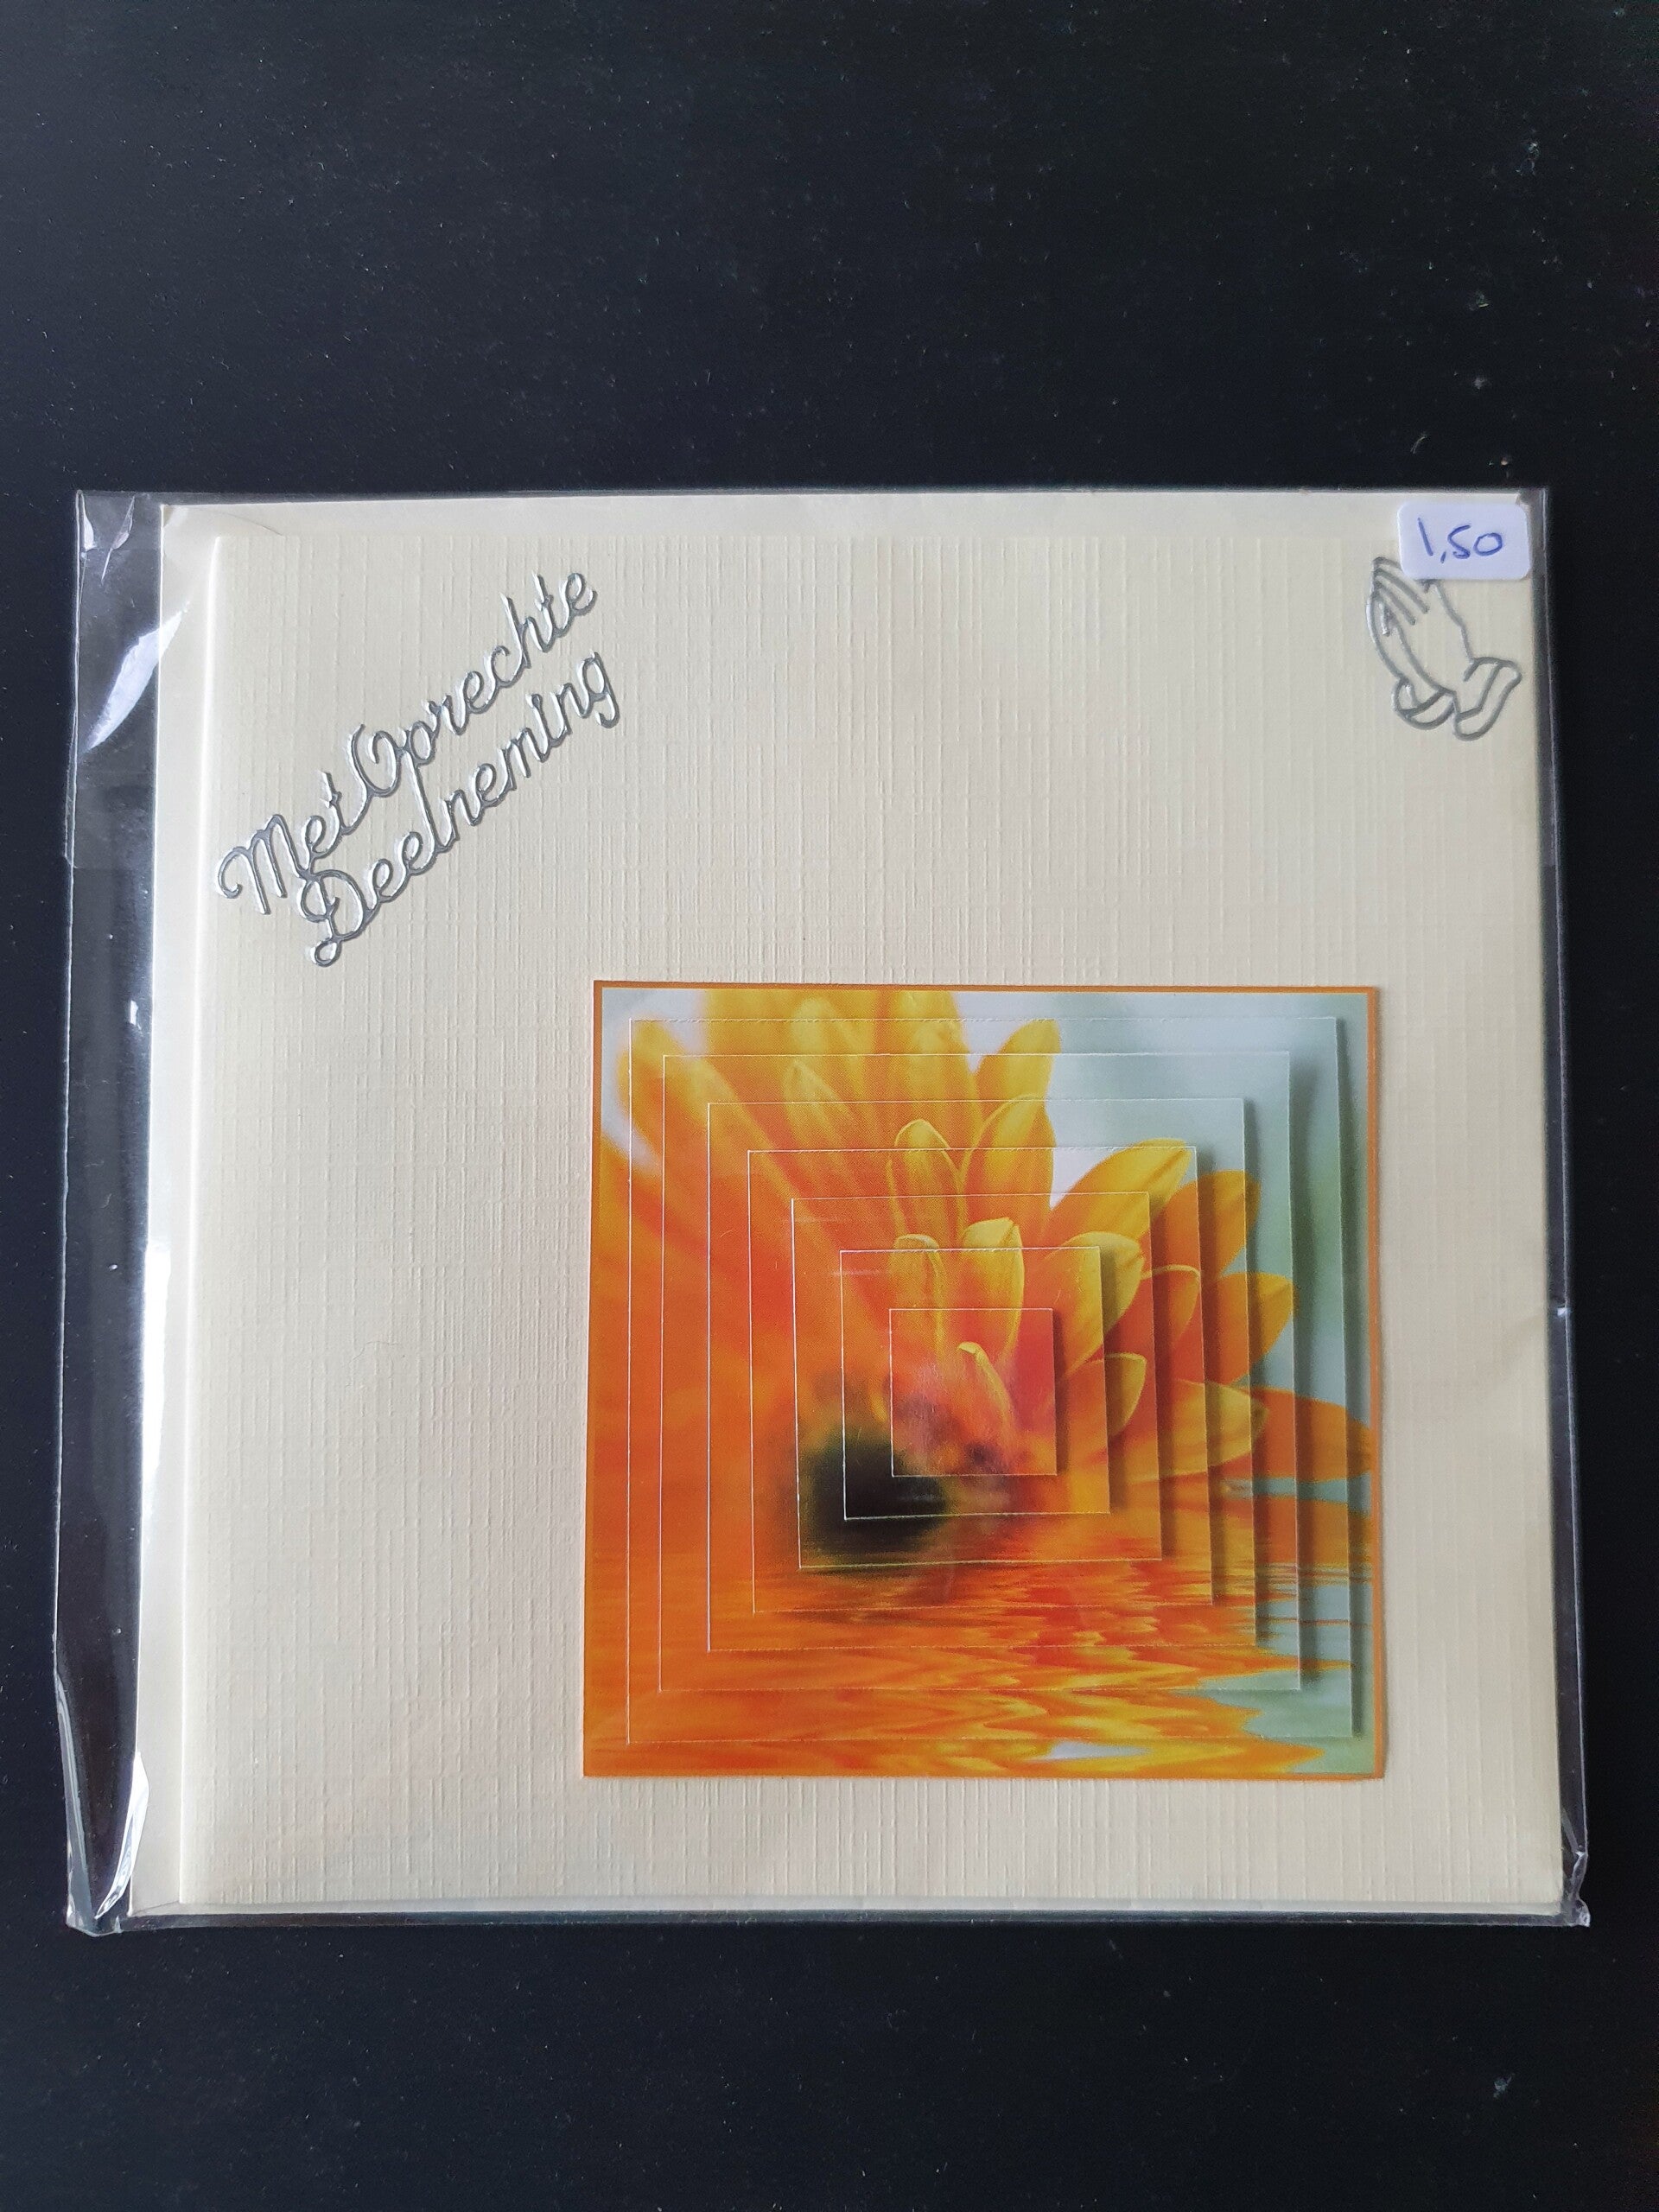 1,50
Met Oprechte
Deelneming